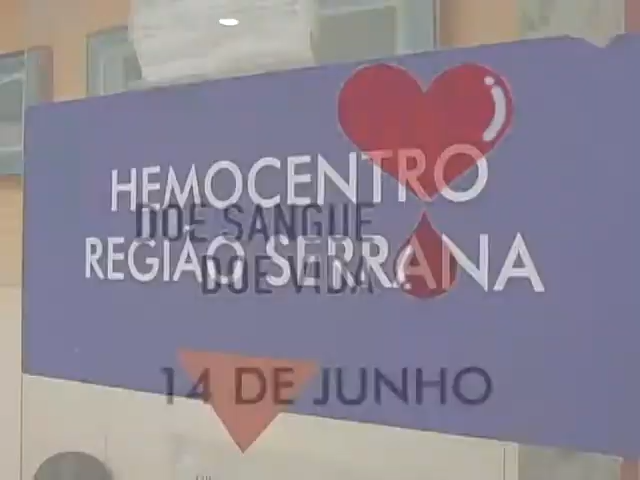 HEMOCENTRO
DOE SANGUE
REGIÃO SERRANA
DOE VIDA
14 DE JUNHO